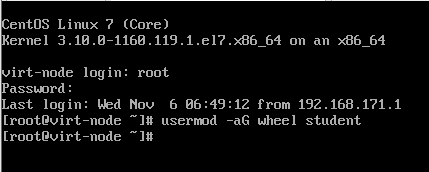 CentOS Linux 7 (Core)
Kernel 3.10.0-1160.119.1.el7.x86_64 on an x86_64
virt-node login: root
Password:
Last login: Wed Nov  6 06:49:12 from 192.168.171.1
[root@virt-node ~]# usermod -aG wheel student
[root@virt-node ~]#